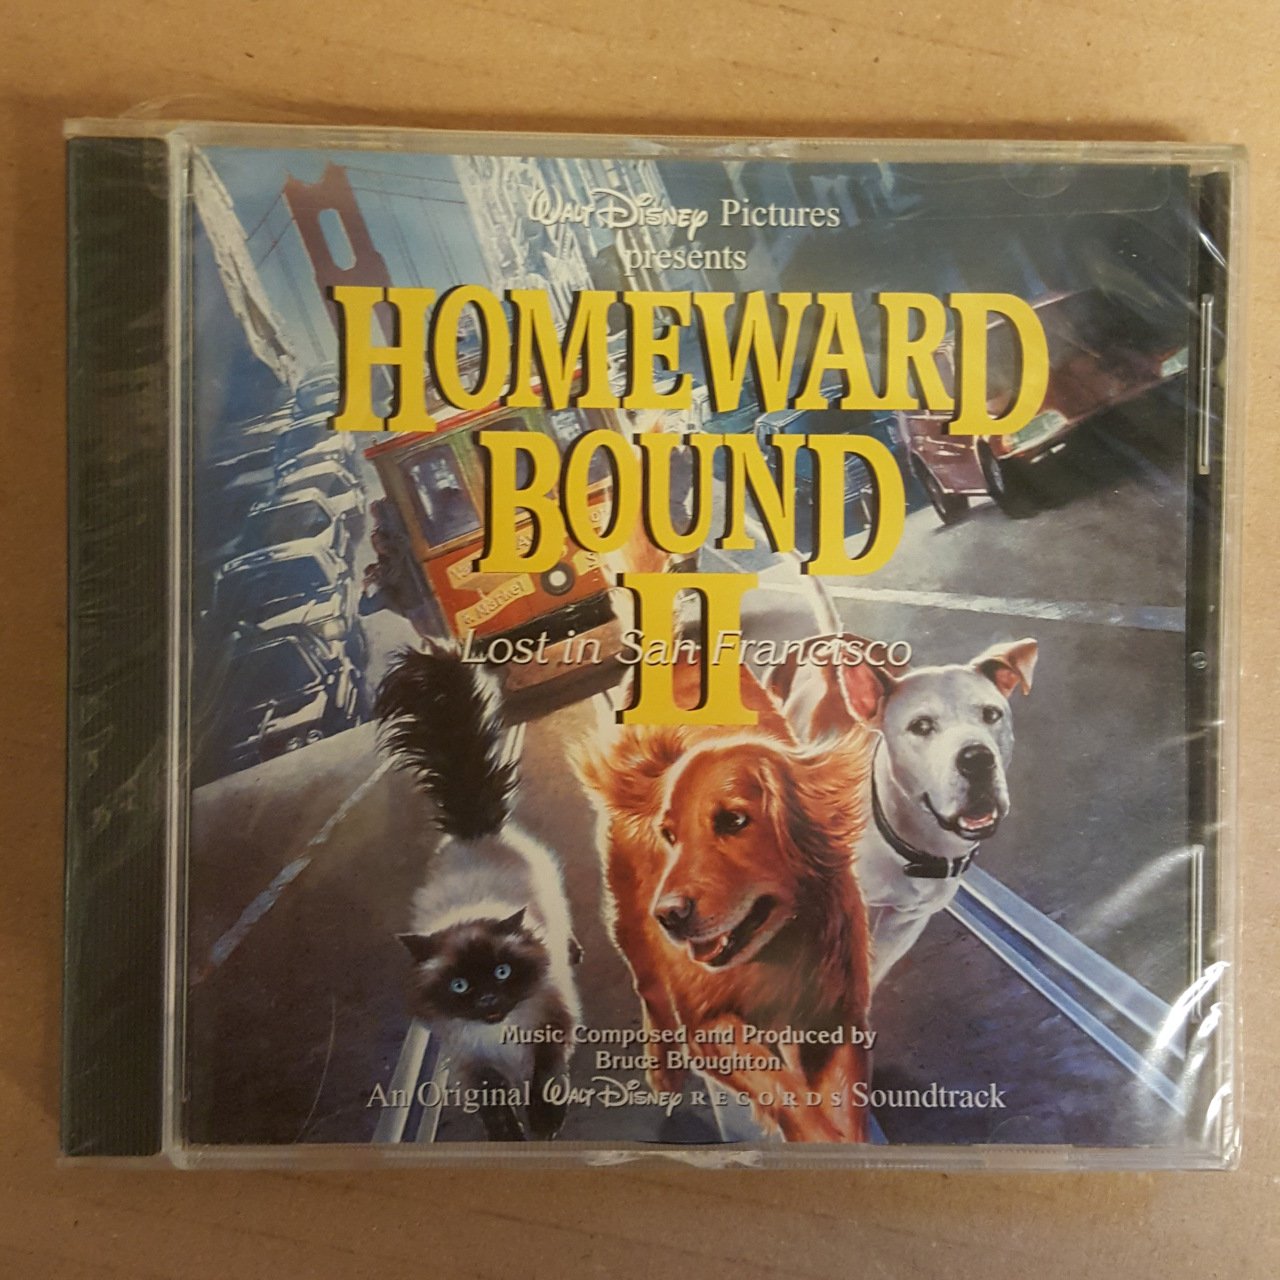 Walt Disney Pictures
presents
HOMEWARD
BOUND
II
Lost in San Francisco
Market
Music Composed and Produced by
Bruce Broughton
An Original Walt Disney RECORDS Soundtrack